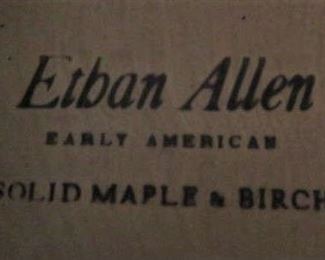 Ethan Allen
EARLY AMERICAN
SOLID MAPLE & BIRCH